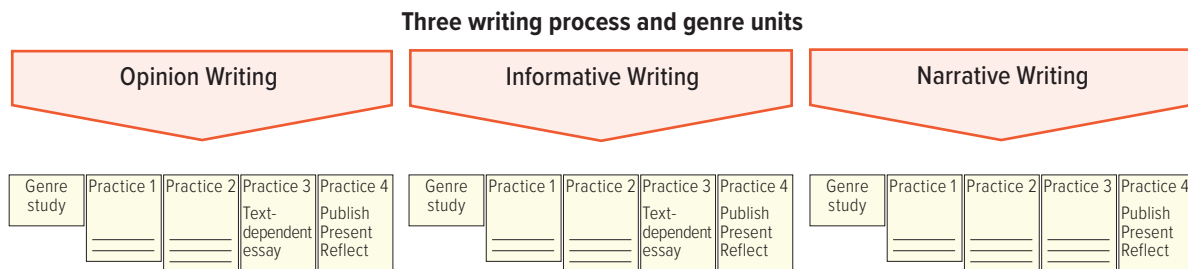 Three writing process and genre units
Opinion Writing
Informative Writing
Narrative Writing
Genre
study
Practice 1
Practice 2
Practice 3
Text-
dependent
essay
Practice 4
Publish
Present
Reflect
Genre
study
Practice 1
Practice 2
Practice 3
Text-
dependent
essay
Practice 4
Publish
Present
Reflect
Genre
study
Practice 1
Practice 2
Practice 3
Practice 4
Publish
Present
Reflect